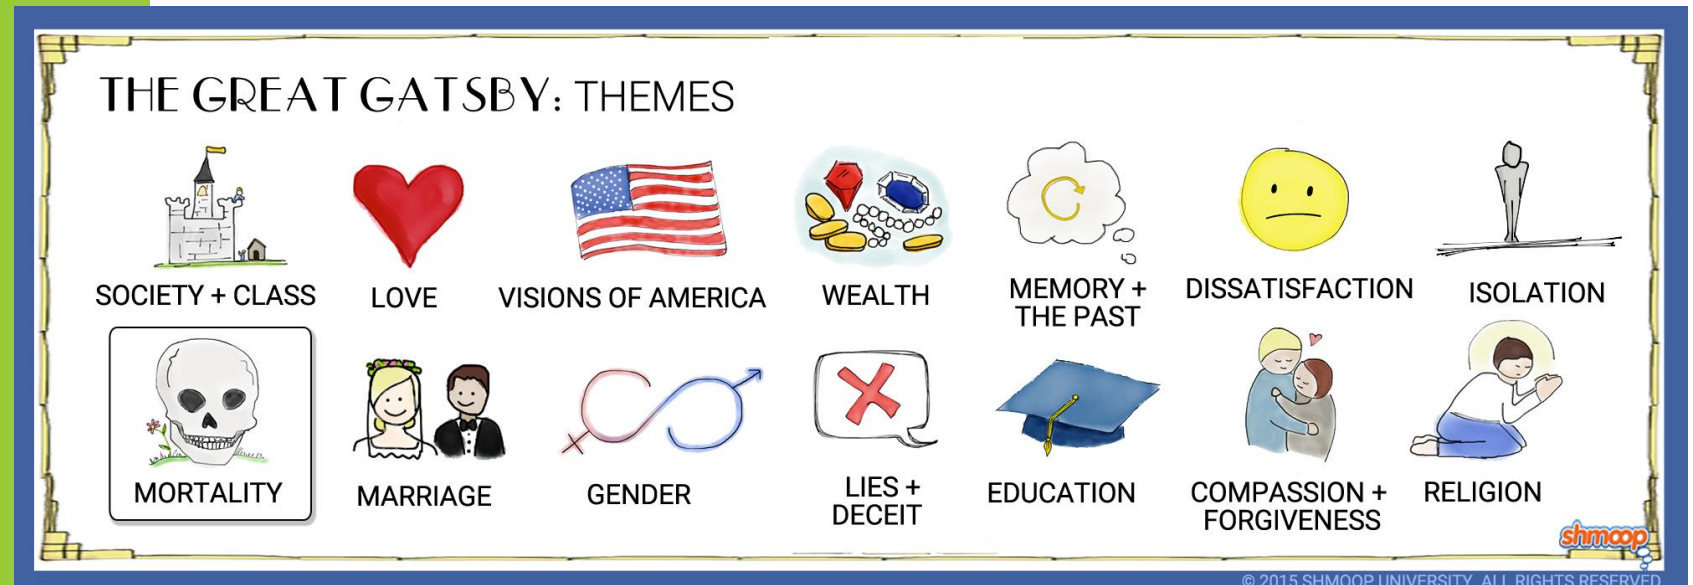 THE GREAT GATSBY: THEMES
SOCIETY + CLASS
LOVE
VISIONS OF AMERICA
WEALTH
MEMORY +
THE PAST
DISSATISFACTION
ISOLATION
MORTALITY
MARRIAGE
GENDER
LIES +
DECEIT
EDUCATION
COMPASSION +
FORGIVENESS
RELIGION
shmoop
© 2015 SHMOOP UNIVERSITY. ALL RIGHTS RESERVED